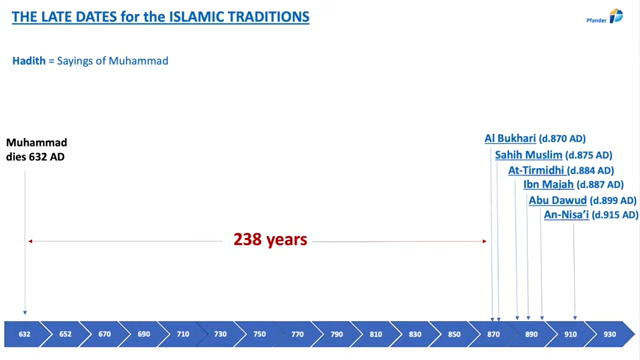 THE LATE DATES for the ISLAMIC TRADITIONS
Pfander
Hadith = Sayings of Muhammad
Muhammad
dies 632 AD
Al Bukhari (d.870 AD)
Sahih Muslim (d.875 AD)
At-Tirmidhi (d.884 AD)
Ibn Majah (d.887 AD)
Abu Dawud (d.899 AD)
An-Nisa'i (d.915 AD)
238 years
632 652 670 690 710 730 750 770 790 810 830 850 870 890 910 930